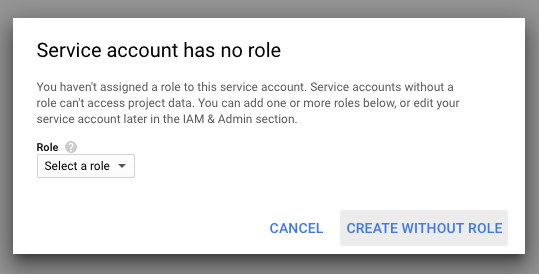 Service account has no role
You haven't assigned a role to this service account. Service accounts without a
role can't access project data. You can add one or more roles below, or edit your
service account later in the IAM & Admin section.
Role ?
Select a role
CANCEL CREATE WITHOUT ROLE